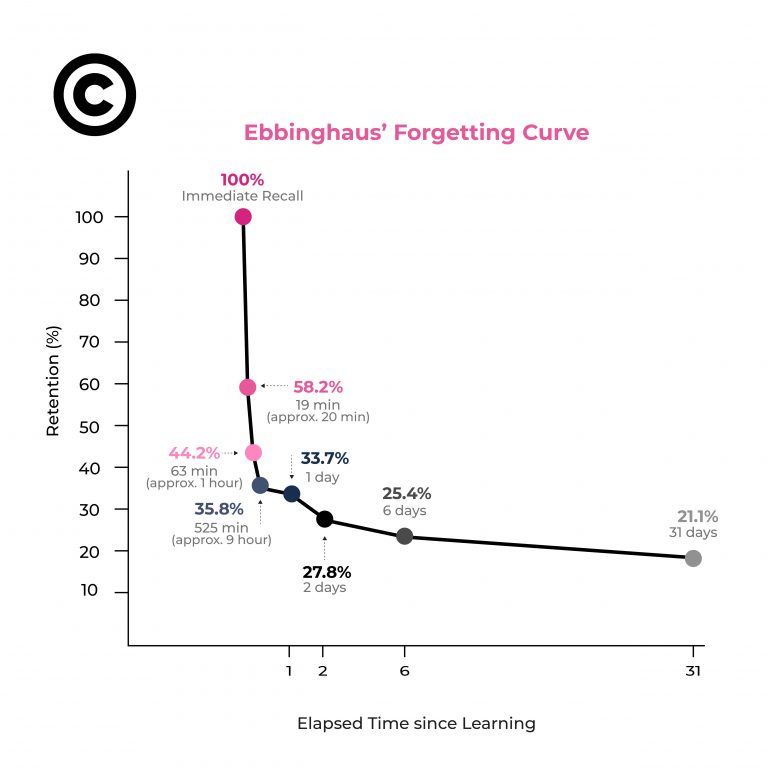 ©
Ebbinghaus’ Forgetting Curve
100%
Immediate Recall
100
90
80
70
60
50
40
30
20
10
Retention (%)
58.2%
19 min
(approx. 20 min)
44.2%
63 min
(approx. 1 hour)
33.7%
1 day
35.8%
525 min
(approx. 9 hour)
25.4%
6 days
27.8%
2 days
21.1%
31 days
1
2
6
31
Elapsed Time since Learning